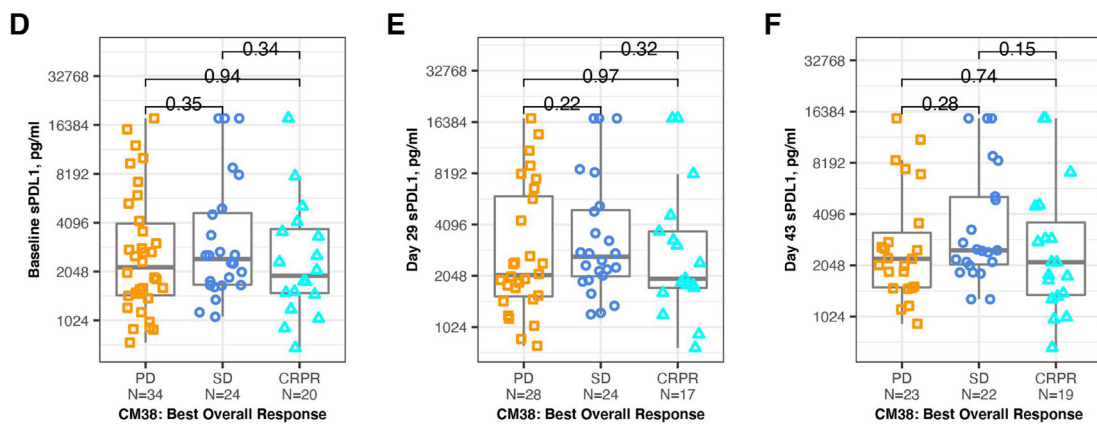 D
Baseline sPDL1, pg/ml
32768
16384
8192
4096
2048
1024
0.34
0.94
0.35
PD
SD
CRPR
N=34
N=24
N=20
CM38: Best Overall Response
E
Day 29 sPDL1, pg/ml
32768
16384
8192
4096
2048
1024
0.32
0.97
0.22
PD
SD
CRPR
N=28
N=24
N=17
CM38: Best Overall Response
F
Day 43 sPDL1, pg/ml
32768
16384
8192
4096
2048
1024
0.15
0.74
0.28
PD
SD
CRPR
N=23
N=22
N=19
CM38: Best Overall Response